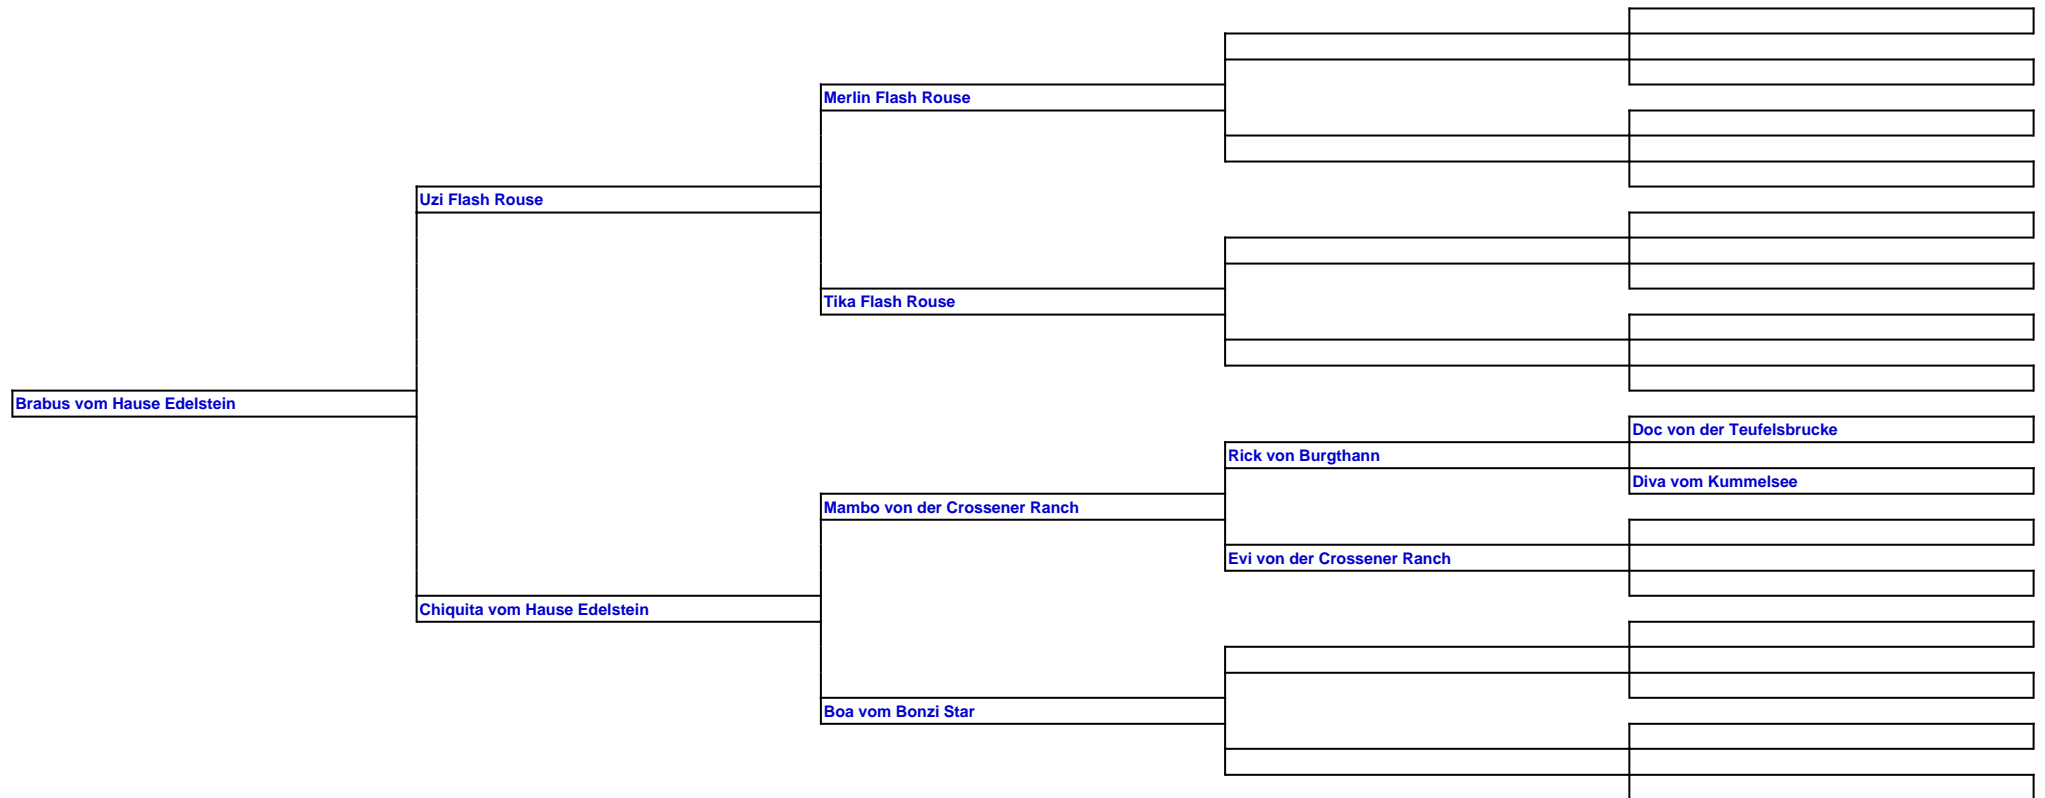 Merlin Flash Rouse
Uzi Flash Rouse
Tika Flash Rouse
Brabus vom Hause Edelstein
Doc von der Teufelsbrucke
Rick von Burgthann
Diva vom Kummelsee
Mambo von der Crossener Ranch
Evi von der Crossener Ranch
Chiquita vom Hause Edelstein
Boa vom Bonzi Star